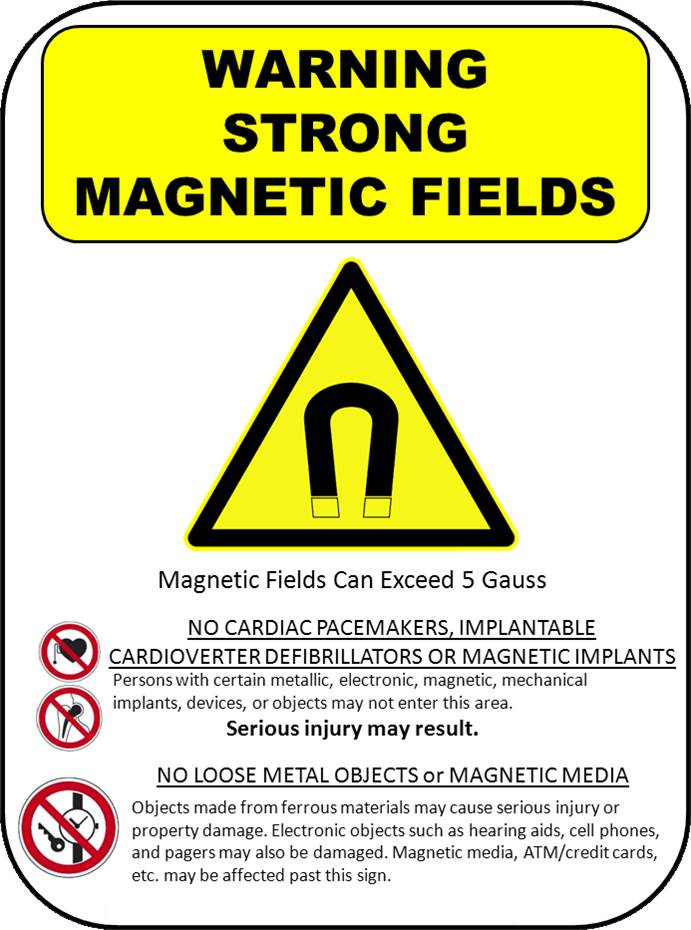 WARNING
STRONG
MAGNETIC FIELDS
Magnetic Fields Can Exceed 5 Gauss
NO CARDIAC PACEMAKERS, IMPLANTABLE
CARDIOVERTER DEFIBRILLATORS OR MAGNETIC IMPLANTS
Persons with certain metallic, electronic, magnetic, mechanical
implants, devices, or objects may not enter this area.
Serious injury may result.
NO LOOSE METAL OBJECTS or MAGNETIC MEDIA
Objects made from ferrous materials may cause serious injury or
property damage. Electronic objects such as hearing aids, cell phones,
and pagers may also be damaged. Magnetic media, ATM/credit cards,
etc. may be affected past this sign.